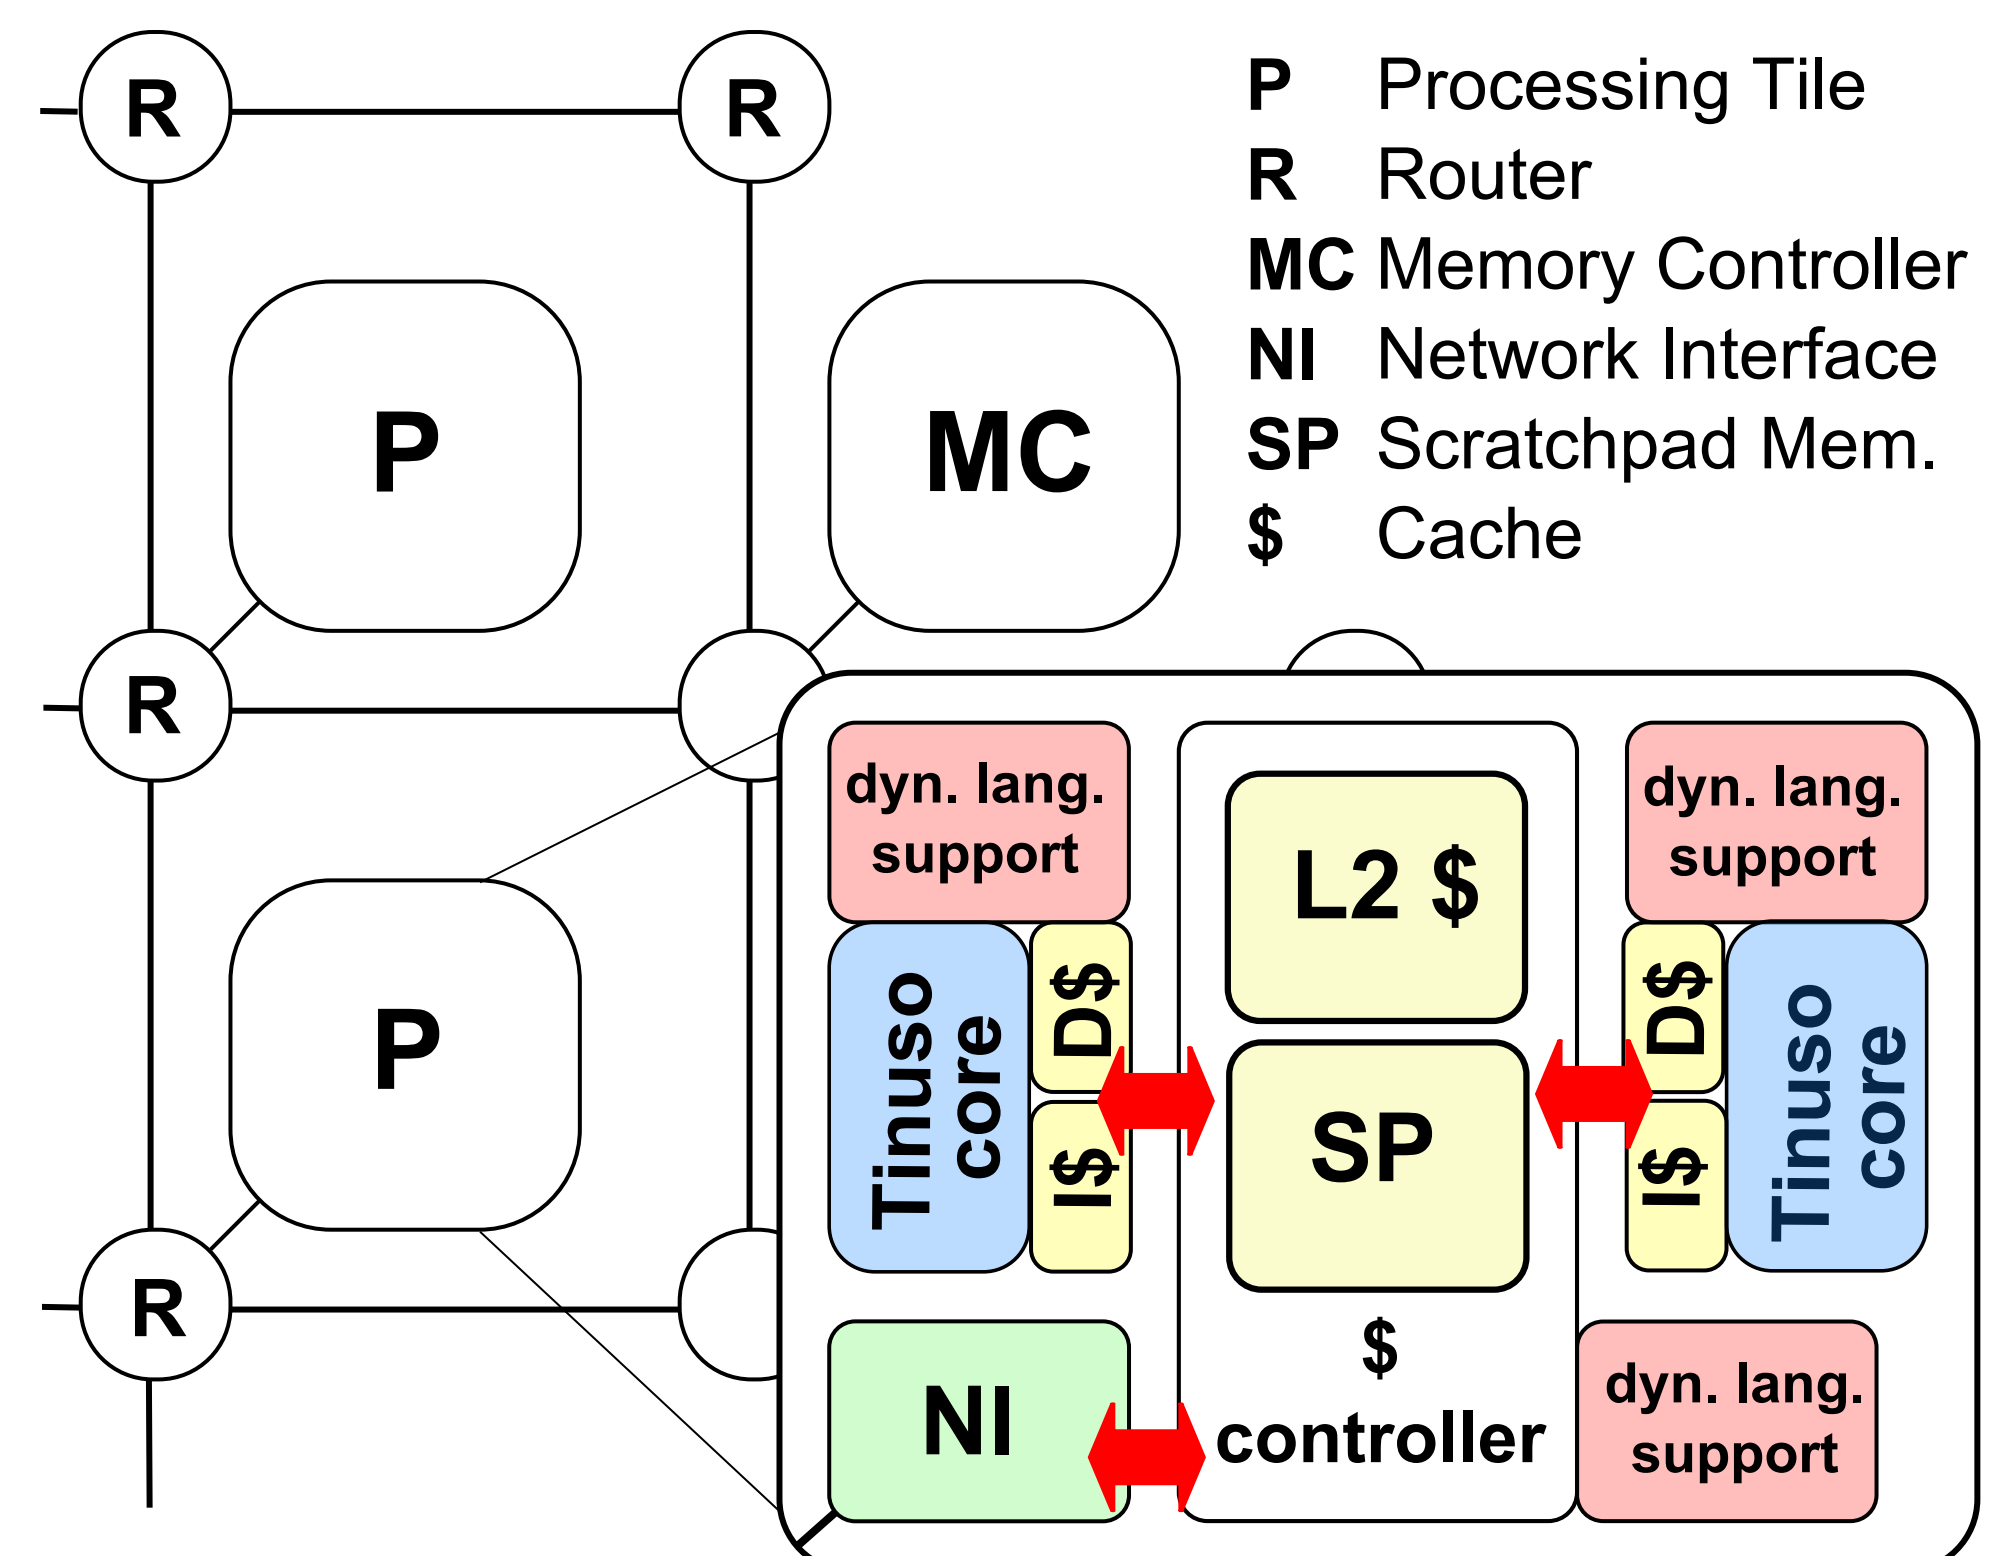 R
R
P Processing Tile
R Router
MC Memory Controller
NI Network Interface
SP Scratchpad Mem.
$ Cache
P
MC
R
P
R
dyn. lang.
support
Tinuso
core
D$
I$
L2 $
SP
$
controller
dyn. lang.
support
D$
I$
Tinuso
core
NI
dyn. lang.
support